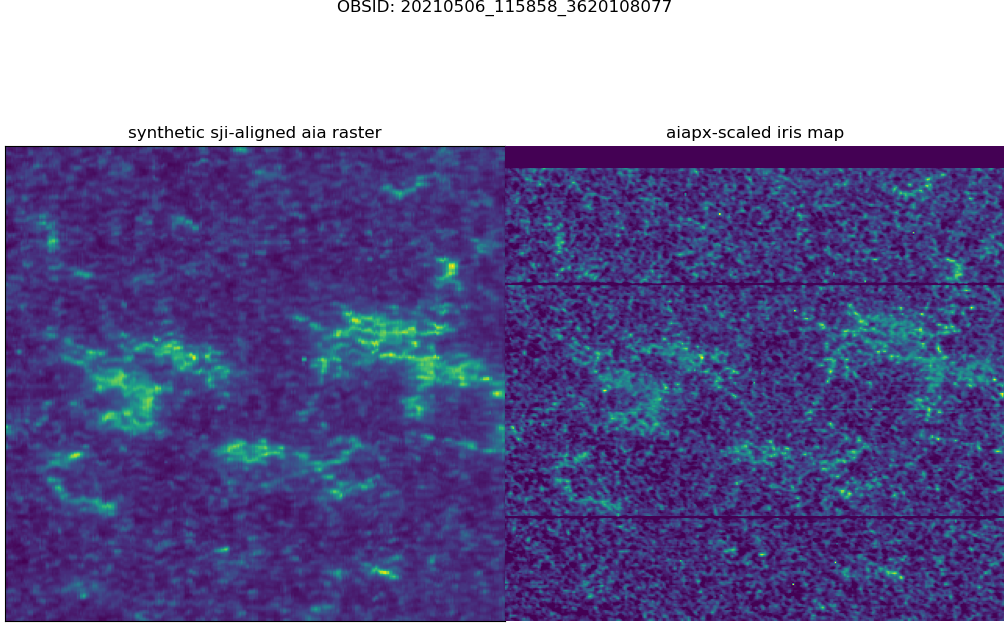 OBSID: 20210506_115858_3620108077
synthetic sji-aligned aia raster
aiapx-scaled iris map